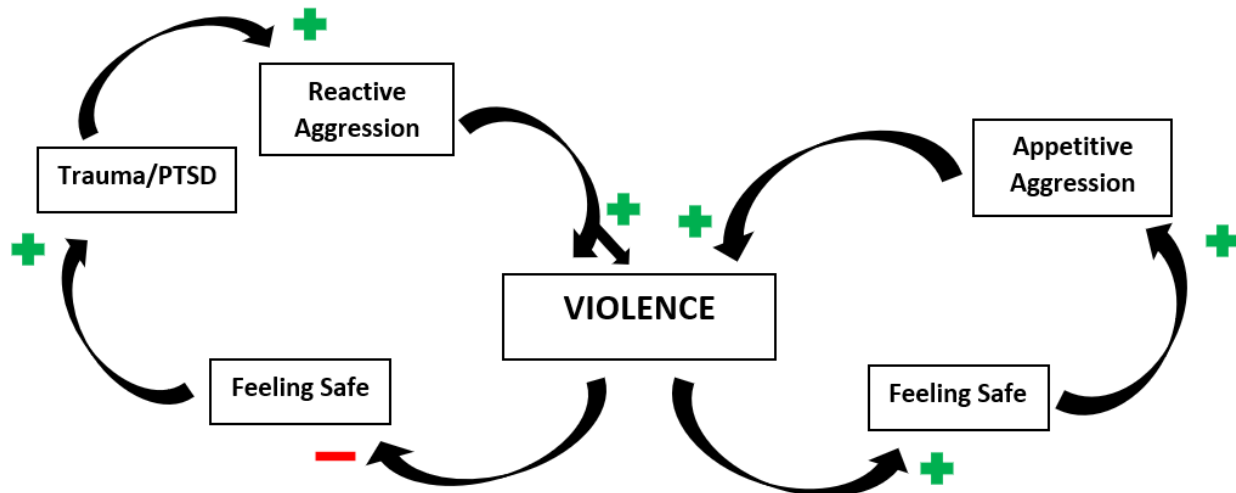 Reactive
Aggression
Trauma/PTSD
Appetitive
Aggression
VIOLENCE
Feeling Safe
Feeling Safe